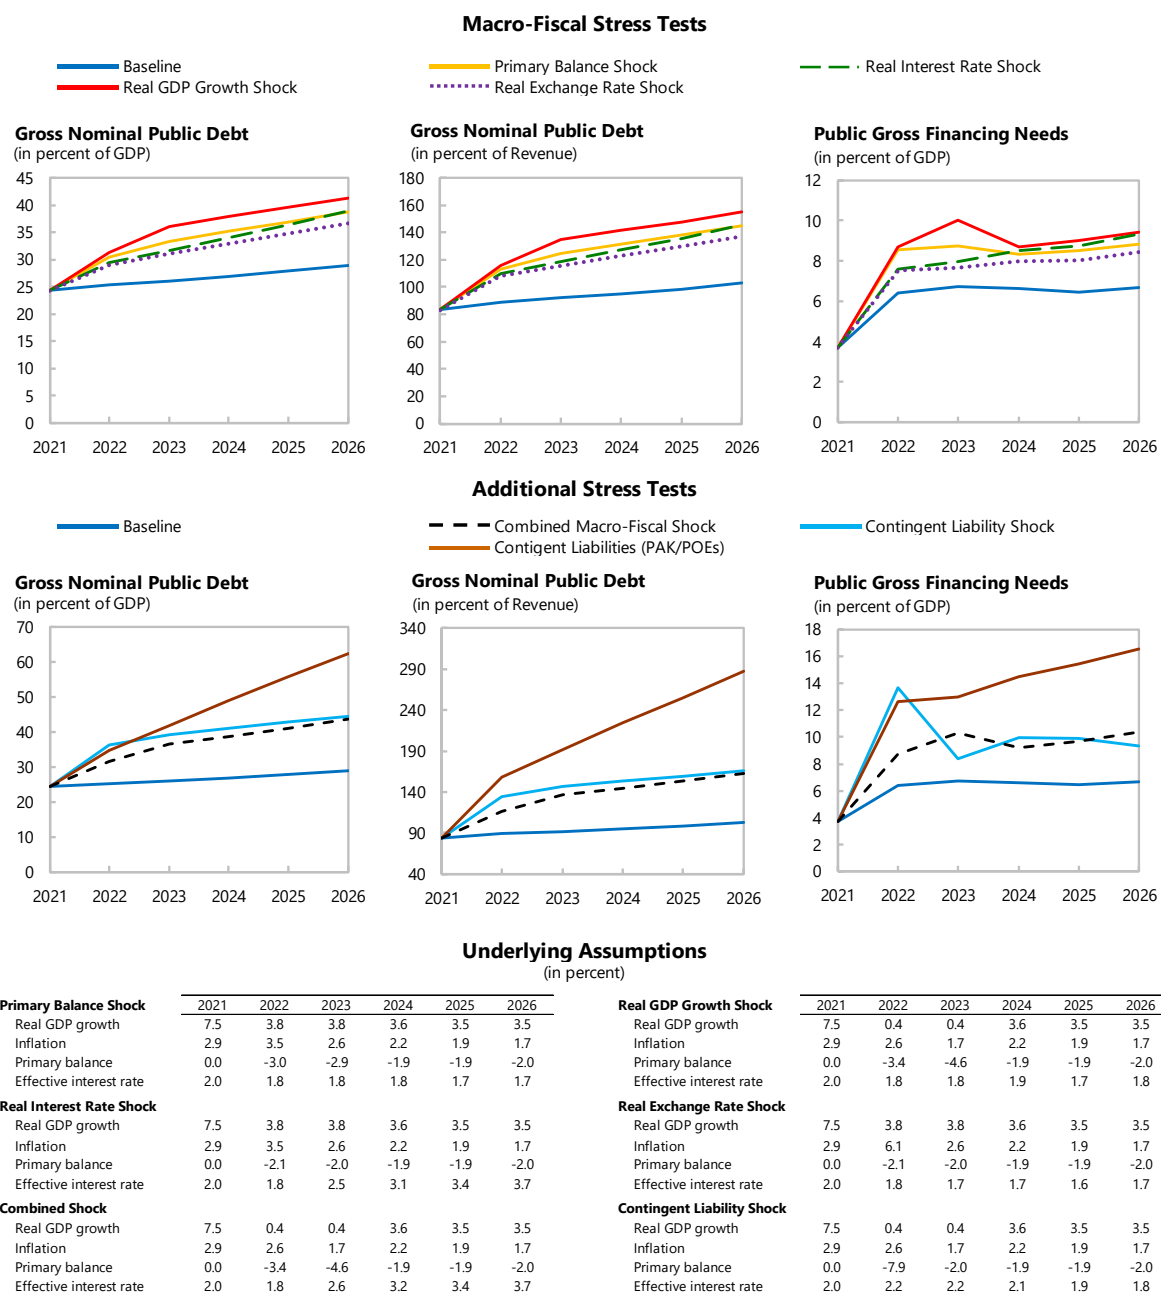 Macro-Fiscal Stress Tests
Baseline
Primary Balance Shock
Real Interest Rate Shock
Real GDP Growth Shock
Real Exchange Rate Shock
Gross Nominal Public Debt
(in percent of GDP)
45
40
35
30
25
20
15
10
5
0
2021 2022 2023 2024 2025 2026
Gross Nominal Public Debt
(in percent of Revenue)
180
160
140
120
100
80
60
40
20
0
2021 2022 2023 2024 2025 2026
Public Gross Financing Needs
(in percent of GDP)
12
10
8
6
4
2
0
2021 2022 2023 2024 2025 2026
Additional Stress Tests
Baseline
Combined Macro-Fiscal Shock
Contingent Liability Shock
Contigent Liabilities (PAK/POEs)
Gross Nominal Public Debt
(in percent of GDP)
70
60
50
40
30
20
10
0
2021 2022 2023 2024 2025 2026
Gross Nominal Public Debt
(in percent of Revenue)
340
290
240
190
140
90
40
2021 2022 2023 2024 2025 2026
Public Gross Financing Needs
(in percent of GDP)
18
16
14
12
10
8
6
4
2
0
2021 2022 2023 2024 2025 2026
Underlying Assumptions
(in percent)
Primary Balance Shock 2021 2022 2023 2024 2025 2026
Real GDP growth 7.5 3.8 3.8 3.6 3.5 3.5
Inflation 2.9 3.5 2.6 2.2 1.9 1.7
Primary balance 0.0 -3.0 -2.9 -1.9 -1.9 -2.0
Effective interest rate 2.0 1.8 1.8 1.8 1.7 1.7
Real Interest Rate Shock
Real GDP growth 7.5 3.8 3.8 3.6 3.5 3.5
Inflation 2.9 3.5 2.6 2.2 1.9 1.7
Primary balance 0.0 -2.1 -2.0 -1.9 -1.9 -2.0
Effective interest rate 2.0 1.8 2.5 3.1 3.4 3.7
Combined Shock
Real GDP growth 7.5 0.4 0.4 3.6 3.5 3.5
Inflation 2.9 2.6 1.7 2.2 1.9 1.7
Primary balance 0.0 -3.4 -4.6 -1.9 -1.9 -2.0
Effective interest rate 2.0 1.8 2.6 3.2 3.4 3.7
Real GDP Growth Shock 2021 2022 2023 2024 2025 2026
Real GDP growth 7.5 0.4 0.4 3.6 3.5 3.5
Inflation 2.9 2.6 1.7 2.2 1.9 1.7
Primary balance 0.0 -3.4 -4.6 -1.9 -1.9 -2.0
Effective interest rate 2.0 1.8 1.8 1.9 1.7 1.8
Real Exchange Rate Shock
Real GDP growth 7.5 3.8 3.8 3.6 3.5 3.5
Inflation 2.9 6.1 2.6 2.2 1.9 1.7
Primary balance 0.0 -2.1 -2.0 -1.9 -1.9 -2.0
Effective interest rate 2.0 1.8 1.7 1.7 1.6 1.7
Contingent Liability Shock
Real GDP growth 7.5 0.4 0.4 3.6 3.5 3.5
Inflation 2.9 2.6 1.7 2.2 1.9 1.7
Primary balance 0.0 -7.9 -2.0 -1.9 -1.9 -2.0
Effective interest rate 2.0 2.2 2.2 2.1 1.9 1.8